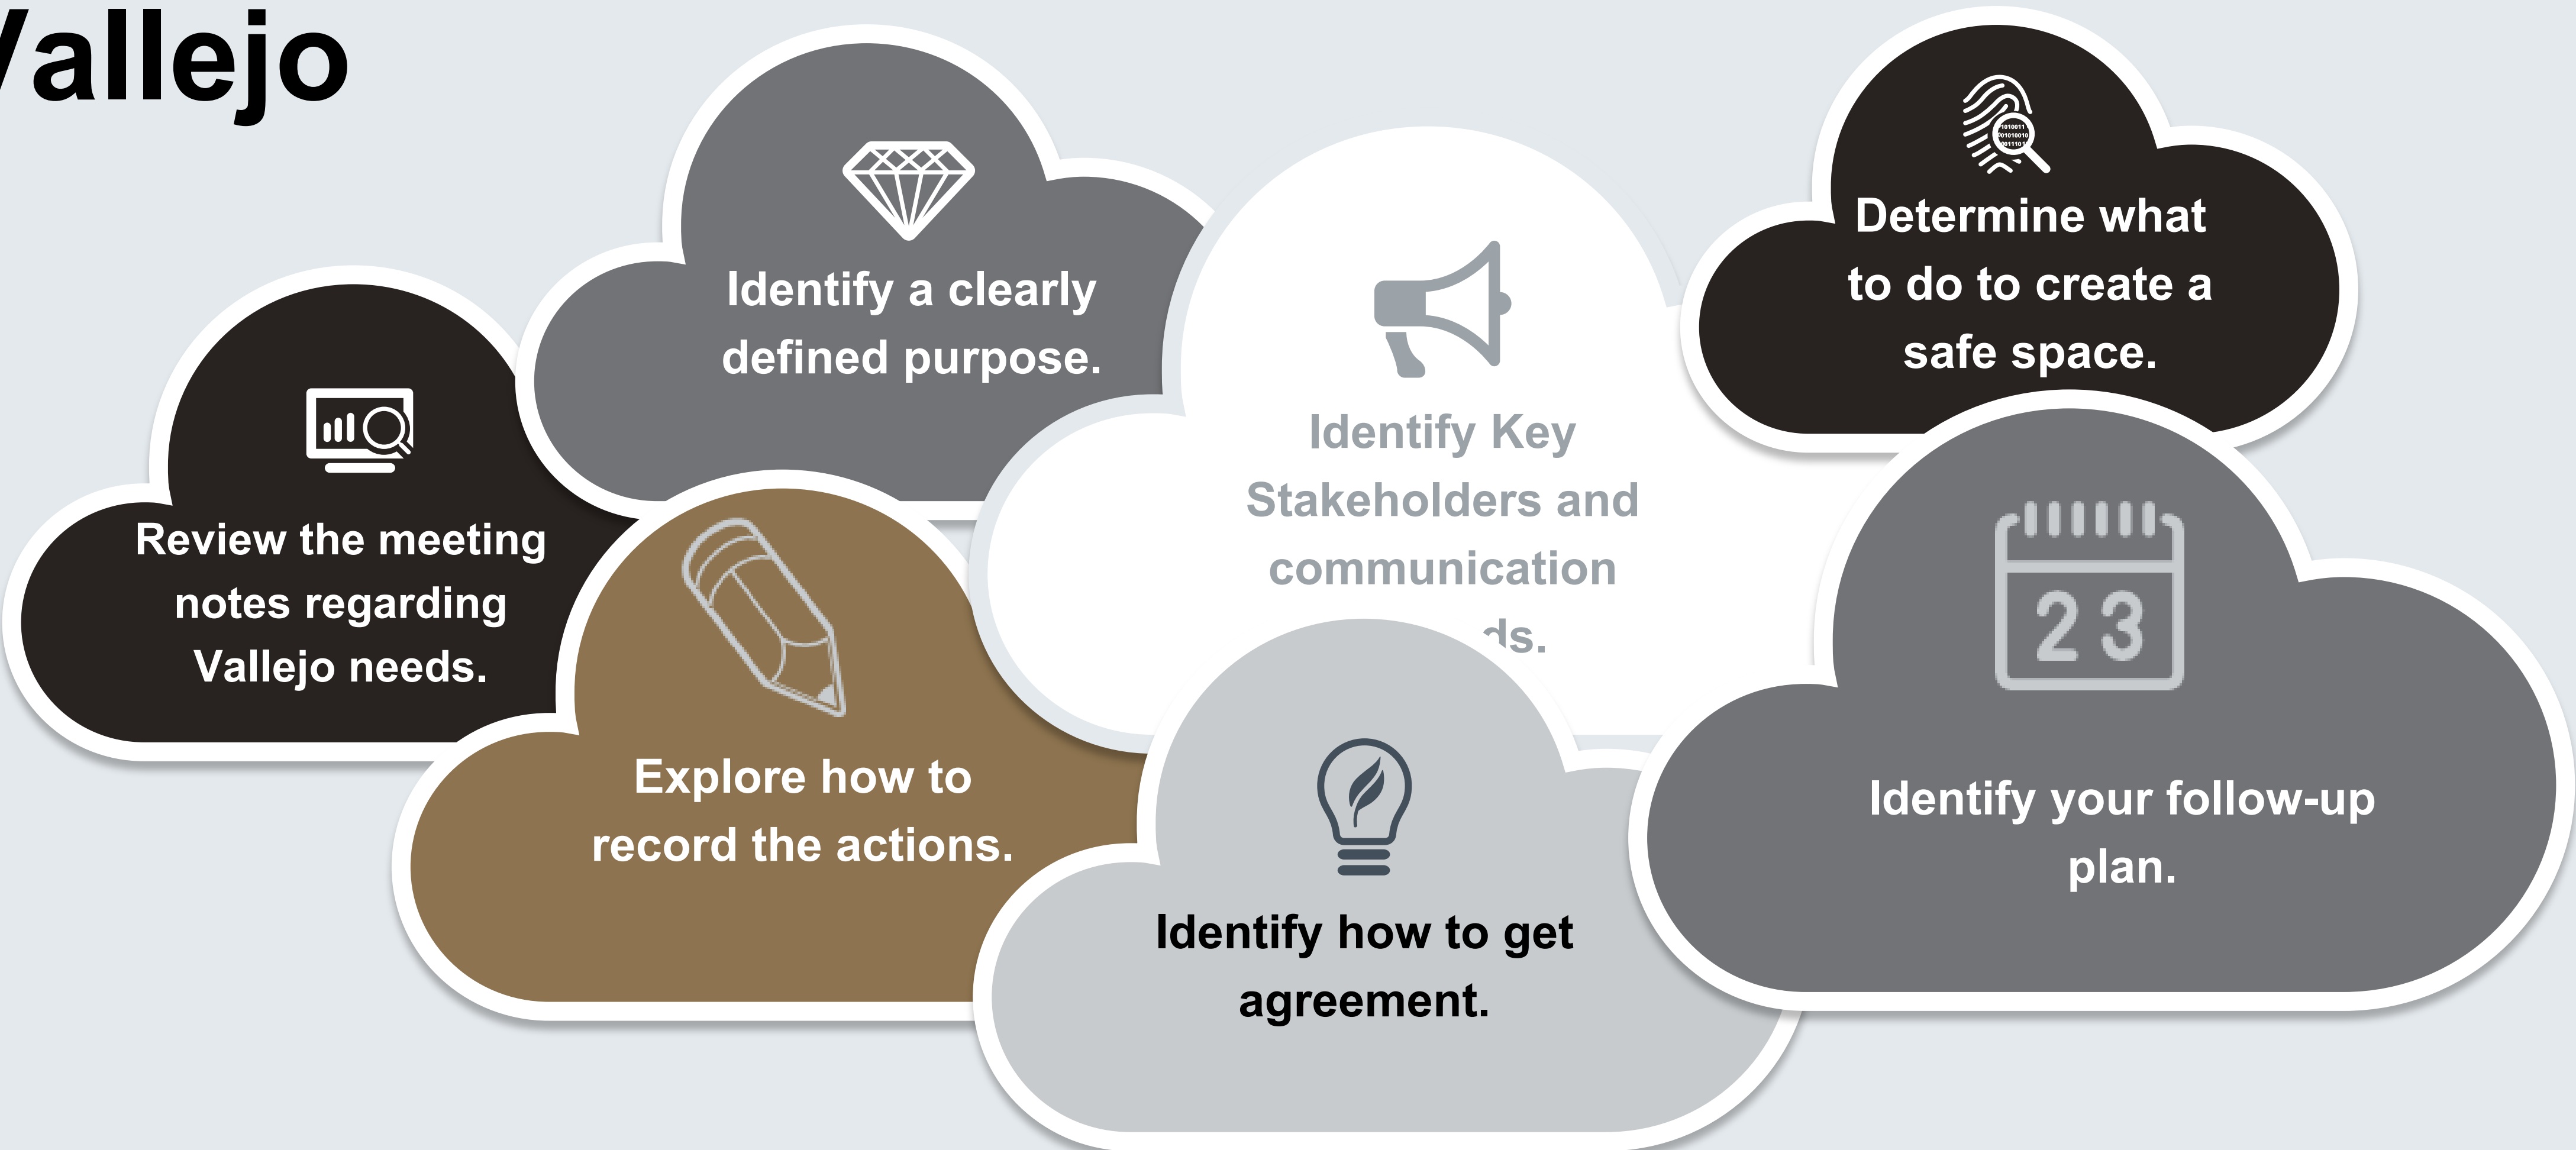 Vallejo
Review the meeting
notes regarding
Vallejo needs.
Identify a clearly
defined purpose.
Explore how to
record the actions.
Identify Key
Stakeholders and
communication
Identify how to get
agreement.
Determine what
to do to create a
safe space.
23
Identify your follow-up
plan.